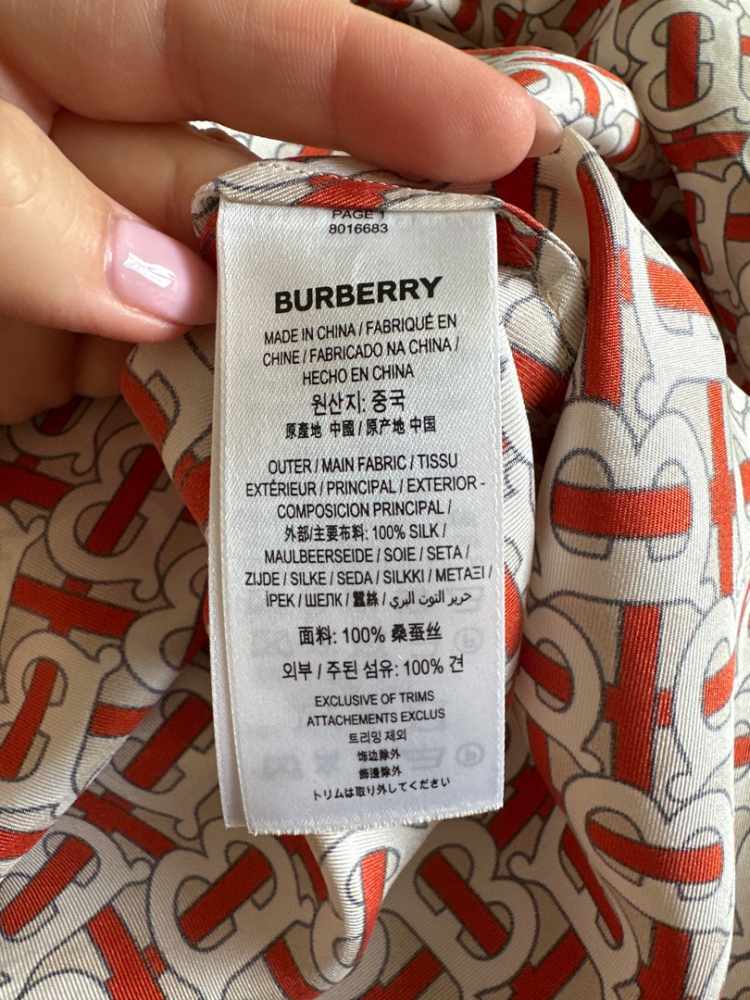 PAGE 1
8016683
BURBERRY
MADE IN CHINA / FABRIQUÉ EN
CHINE / FABRICADO NA CHINA /
HECHO EN CHINA
원산지: 중국
原産地 中國 / 原产地 中国
OUTER / MAIN FABRIC / TISSU
EXTÉRIEUR / PRINCIPAL / EXTERIOR -
COMPOSICION PRINCIPAL /
外部/主要布料: 100% SILK /
MAULBEERSEIDE / SOIE / SETA /
ZIJDE / SILKE / SEDA / SILKKI / ΜΕΤΑΞΙ /
İPEK / ШЕЛК / 蠶絲 / حرير التوت البري
面料: 100% 桑蚕丝
외부 / 주된 섬유: 100% 견
EXCLUSIVE OF TRIMS
ATTACHEMENTS EXCLUS
트리밍 제외
饰边除外
飾邊除外
トリムは取り外してください